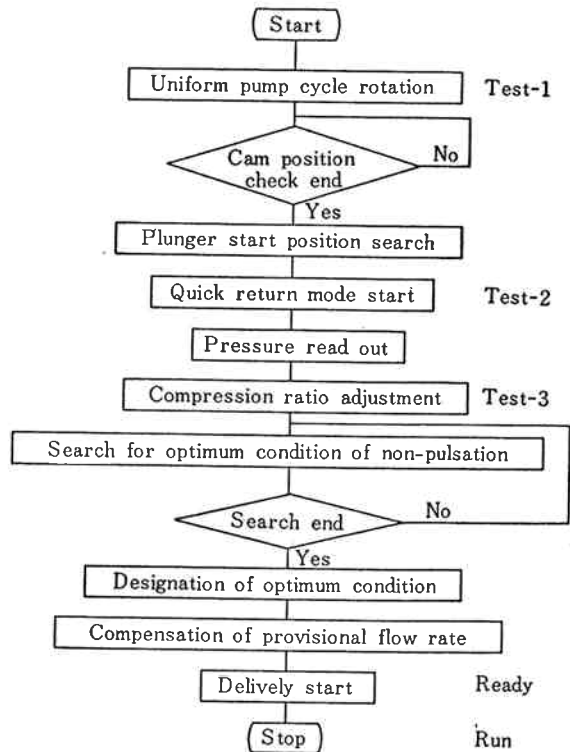 Start
Uniform pump cycle rotation Test-1
Cam position No
check end
Yes
Plunger start position search
Quick return mode start Test-2
Pressure read out
Compression ratio adjustment Test-3
Search for optimum condition of non-pulsation
Search end No
Yes
Designation of optimum condition
Compensation of provisional flow rate
Delively start Ready
Stop Run